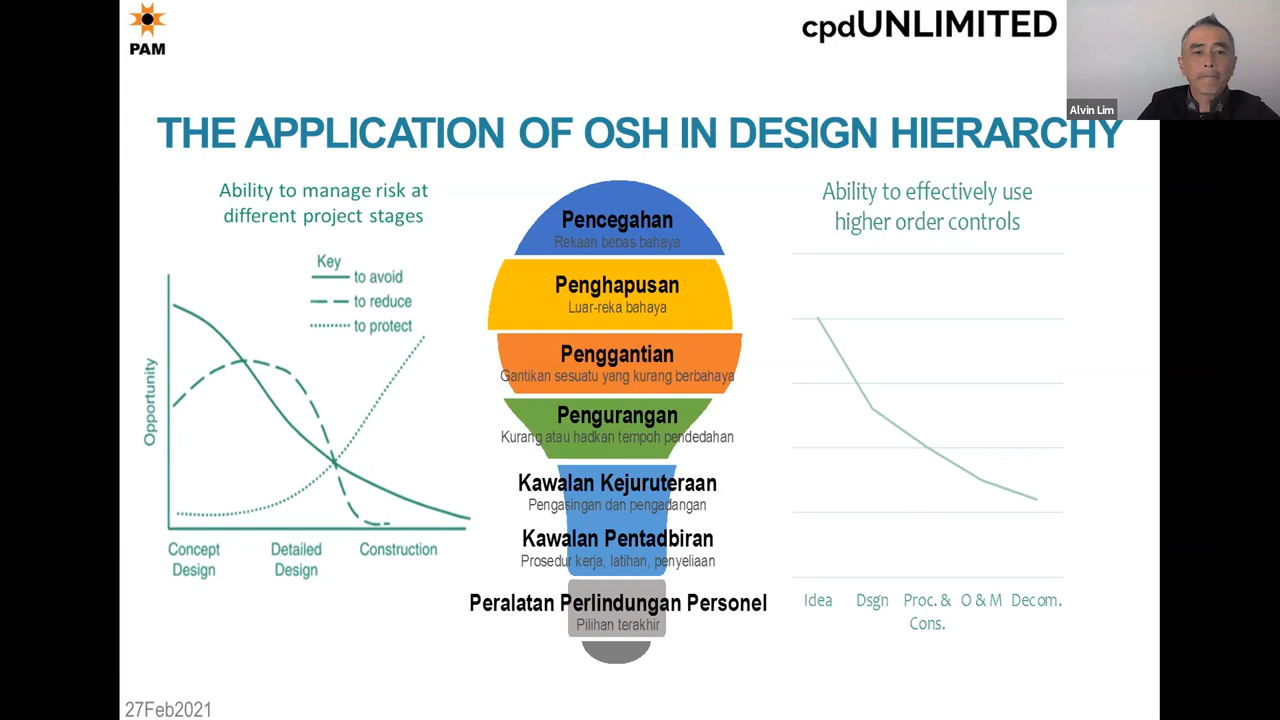 PAM
cpdUNLIMITED
Alvin Lim
THE APPLICATION OF OSH IN DESIGN HIERARCHY
Ability to manage risk at
different project stages
Key
to avoid
to reduce
to protect
Opportunity
Concept
Design
Detailed
Design
Construction
Pencegahan
Rekaan bebas bahaya
Penghapusan
Luar-reka bahaya
Penggantian
Gantikan sesuatu yang kurang berbahaya
Pengurangan
Kurang atau hadkan tempoh pendedahan
Kawalan Kejuruteraan
Pengasingan dan pengadangan
Kawalan Pentadbiran
Prosedur kerja, latihan, penyeliaan
Peralatan Perlindungan Personel
Pilihan terakhir
Ability to effectively use
higher order controls
Idea
Dsgn
Proc. &
Cons.
O & M
Decom.
27Feb2021